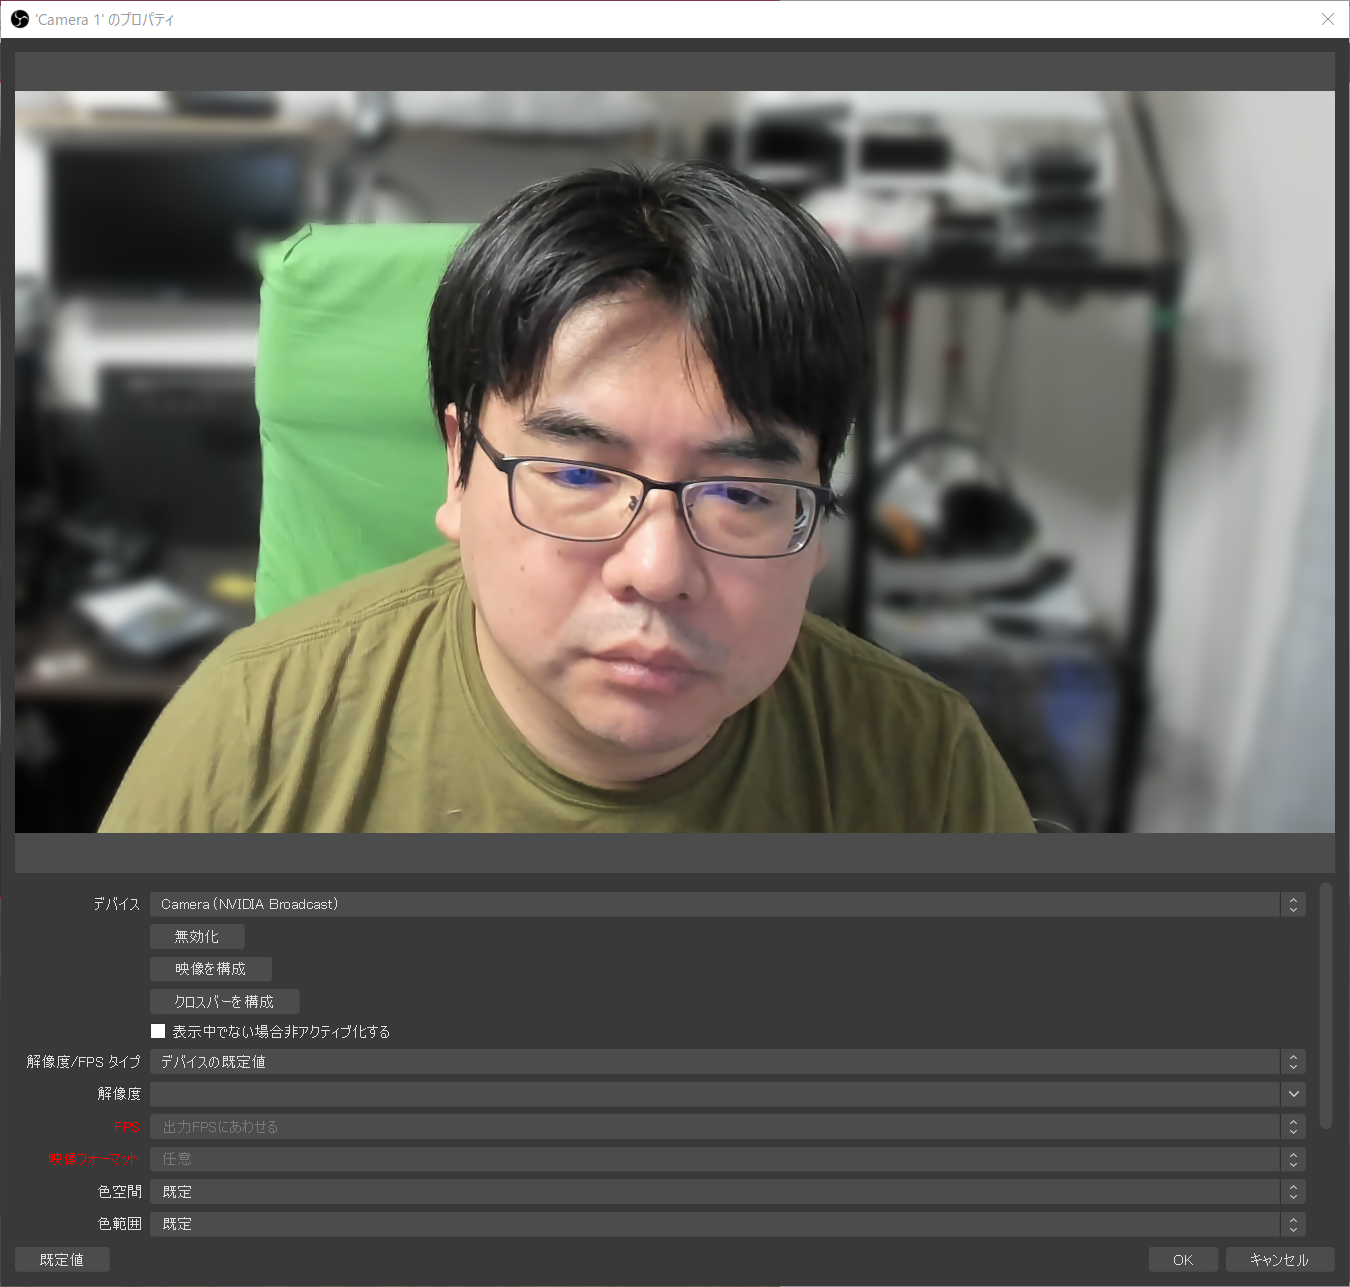 'Camera 1' のプロパティ
デバイス Camera (NVIDIA Broadcast)
無効化
映像を構成
クロスバーを構成
表示中でない場合非アクティブ化する
解像度/FPS タイプ デバイスの既定値
解像度
FPS 出力FPSにあわせる
映像フォーマット 任意
色空間 既定
色範囲 既定
既定値 OK キャンセル